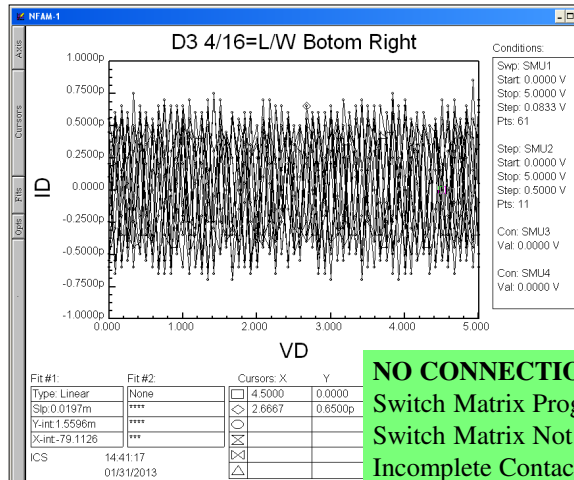 NFAM-1
Axis
Cursors
Fits
Opts
D3 4/16=L/W Botom Right
ID
1.0000p
0.7500p
0.5000p
0.2500p
0.0000
-0.2500p
-0.5000p
-0.7500p
-1.0000p
0.000 1.000 2.000 3.000 4.000 5.000
VD
Conditions:
Swp: SMU1
Start: 0.0000 V
Stop: 5.0000 V
Step: 0.0833 V
Pts: 61
Step: SMU2
Start: 0.0000 V
Stop: 5.0000 V
Step: 0.5000 V
Pts: 11
Con: SMU3
Val: 0.0000 V
Con: SMU4
Val: 0.0000 V
Fit #1: Fit #2:
Type: Linear None
Slp:0.0197m ****
Y-int:1.5596m ****
X-int:-79.1126 ***
ICS 14:41:17
01/31/2013
Cursors: X Y
4.5000 0.0000
2.6667 0.6500p
NO CONNECTIO
Switch Matrix Prog
Switch Matrix Not
Incomplete Contac